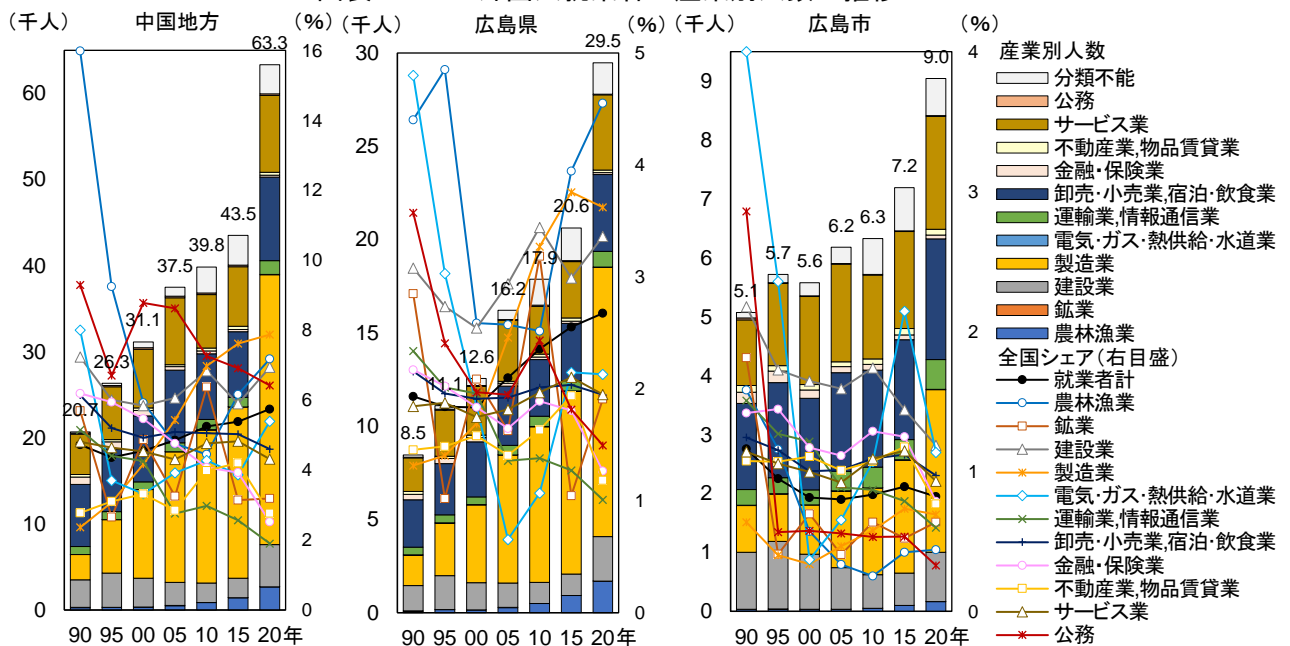 （千人）
中国地方
（%）
（千人）
広島県
（%）
（千人）
広島市
（%）
63.3
43.5
39.8
37.5
31.1
26.3
20.7
60
50
40
30
20
10
0
16
14
12
10
8
6
4
2
0
90 95 00 05 10 15 20年
29.5
20.6
17.9
16.2
12.6
11.1
8.5
30
25
20
15
10
5
0
5
4
3
2
1
0
90 95 00 05 10 15 20年
9.0
7.2
6.3
6.2
5.6
5.7
5.1
9
8
7
6
5
4
3
2
1
0
4
3
2
1
0
90 95 00 05 10 15 20年
産業別人数
分類不能
公務
サービス業
不動産業,物品賃貸業
金融・保険業
卸売・小売業,宿泊・飲食業
運輸業,情報通信業
電気・ガス・熱供給・水道業
製造業
建設業
鉱業
農林漁業
全国シェア（右目盛）
就業者計
農林漁業
鉱業
建設業
製造業
電気・ガス・熱供給・水道業
運輸業,情報通信業
卸売・小売業,宿泊・飲食業
金融・保険業
不動産業,物品賃貸業
サービス業
公務